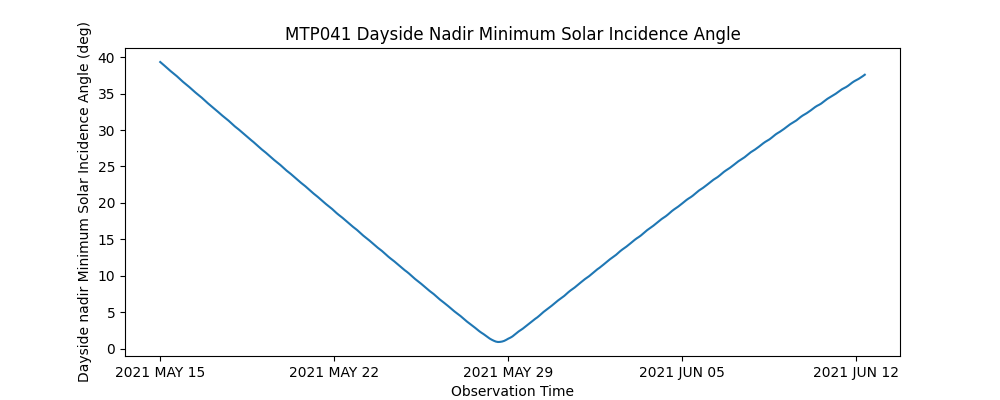 MTP041 Dayside Nadir Minimum Solar Incidence Angle
Dayside nadir Minimum Solar Incidence Angle (deg)
40
35
30
25
20
15
10
5
0
2021 MAY 15
2021 MAY 22
2021 MAY 29
2021 JUN 05
2021 JUN 12
Observation Time